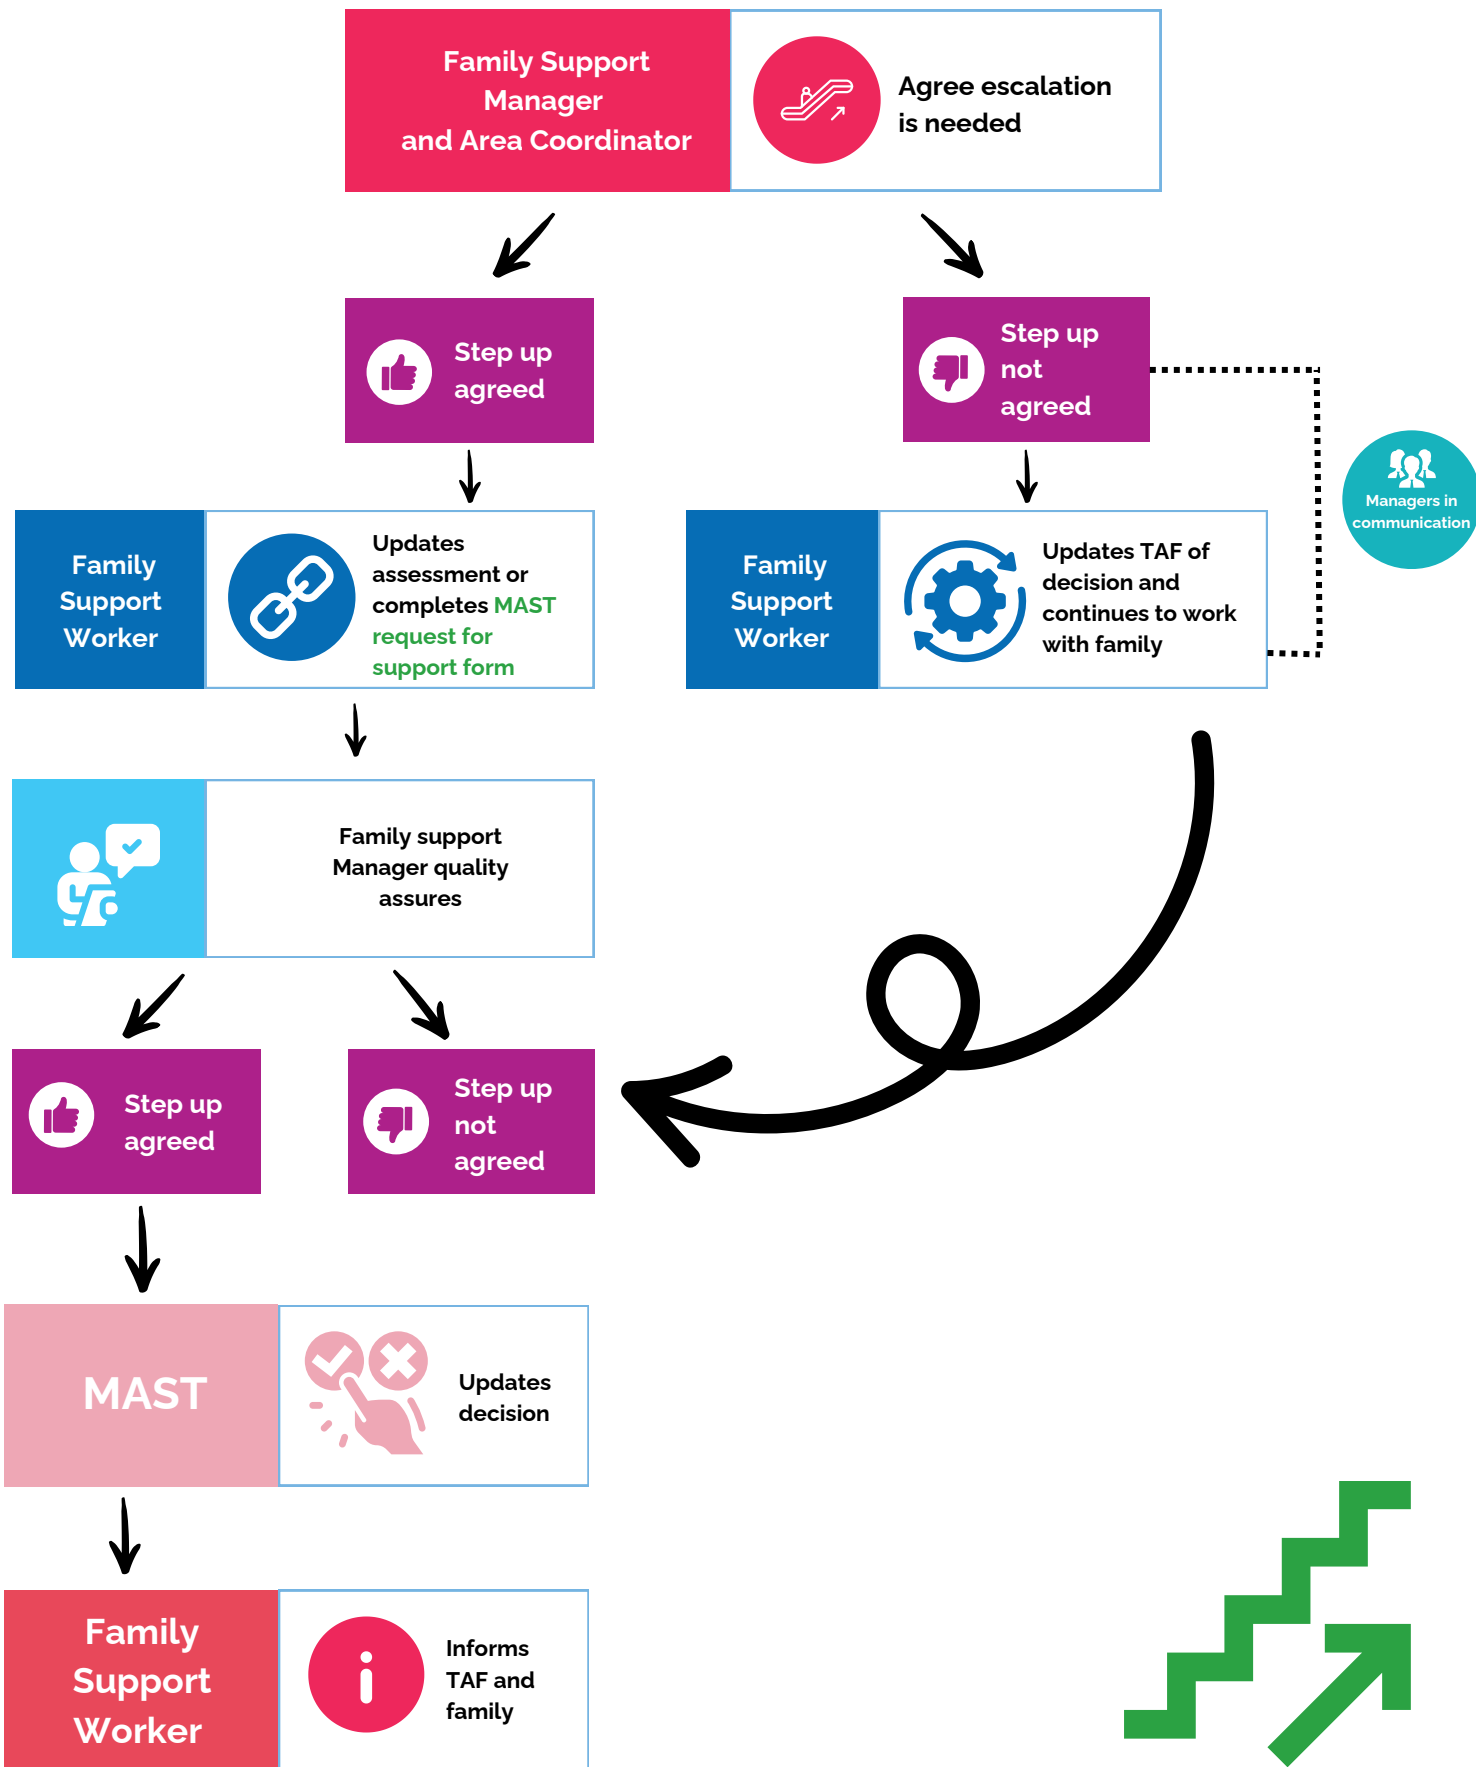 Family Support
Manager
and Area Coordinator
Agree escalation
is needed
Step up
agreed
Step up
not
agreed
Managers in
communication
Family
Support
Worker
Updates
assessment or
completes MAST
request for
support form
Family
Support
Worker
Updates TAF of
decision and
continues to work
with family
Family support
Manager quality
assures
Step up
agreed
Step up
not
agreed
MAST
Updates
decision
Family
Support
Worker
Informs
TAF and
family